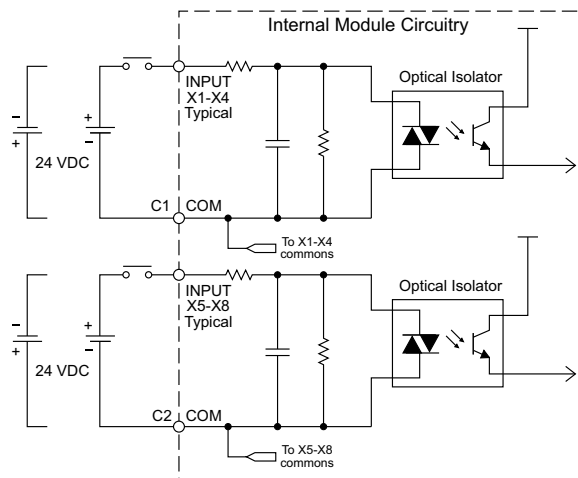 Internal Module Circuitry
INPUT
X1-X4
Typical
Optical Isolator
-
+
+
-
24 VDC
C1 COM
To X1-X4
commons
INPUT
X5-X8
Typical
Optical Isolator
-
+
+
-
24 VDC
C2 COM
To X5-X8
commons